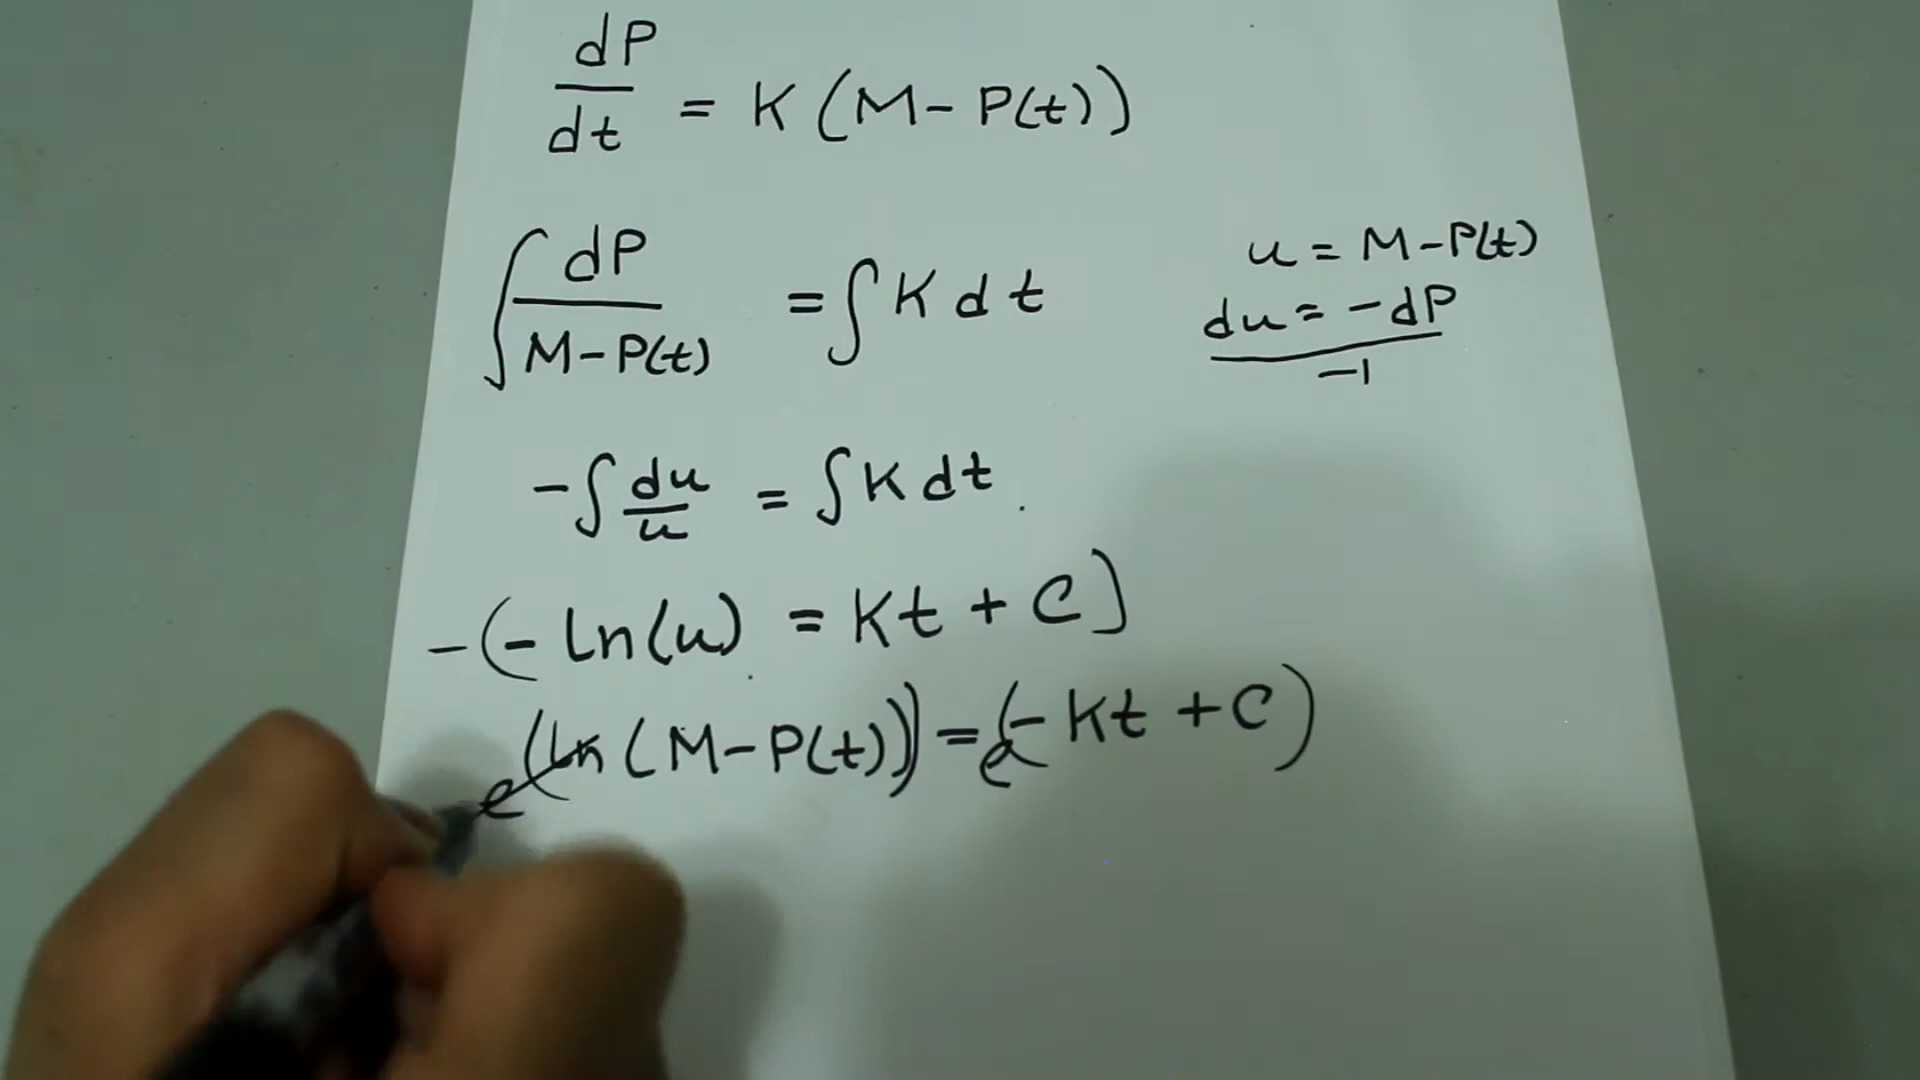 dP/dt = K (M - P(t))
∫ dP/(M - P(t)) = ∫ K dt
u = M - P(t)
du = -dP
-1
- ∫ du/u = ∫ K dt.
- (- ln(u) = Kt + C)
e^(ln (M - P(t))) = e^(- Kt + C)